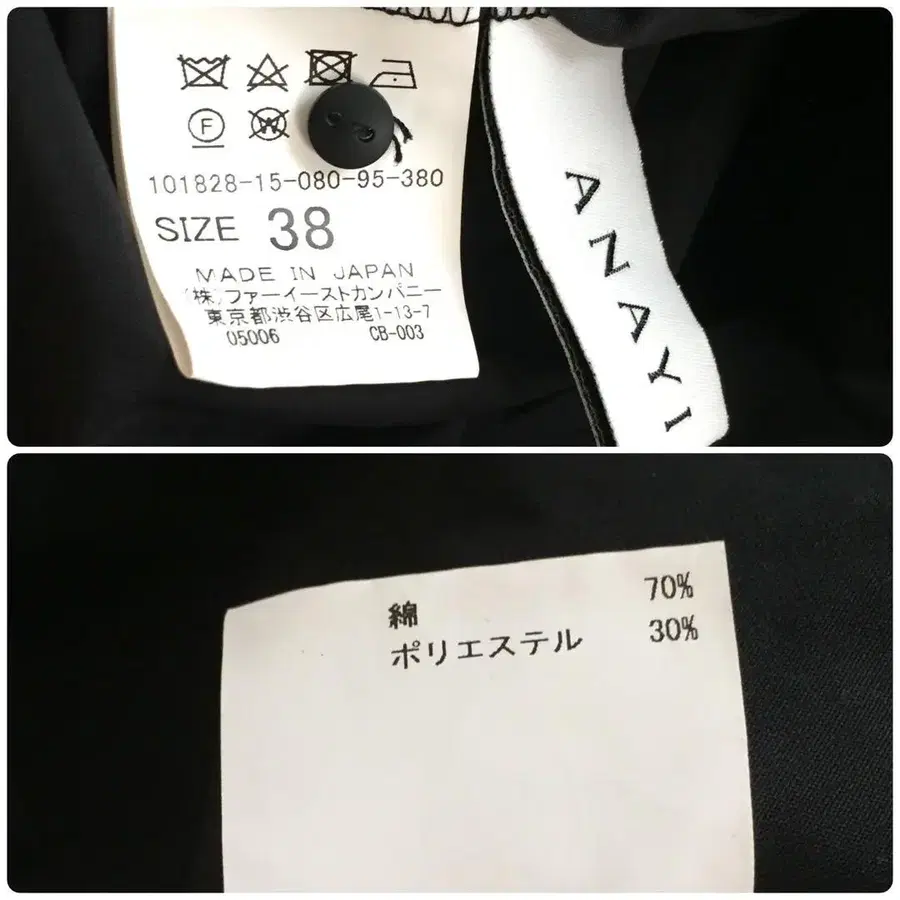 F W
101828-15-080-95-380
SIZE 38
MADE IN JAPAN
(株)ファーイーストカンパニー
東京都渋谷区広尾1-13-7
05006 CB-003
ANAYI
綿 70%
ポリエステル 30%